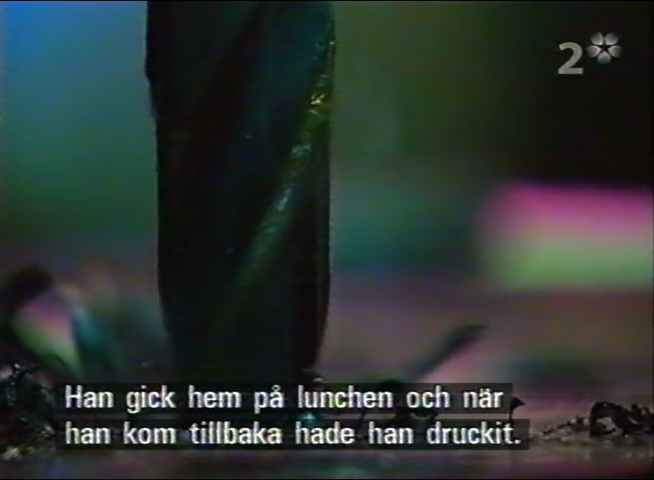 2
Han gick hem på lunchen och när
han kom tillbaka hade han druckit.